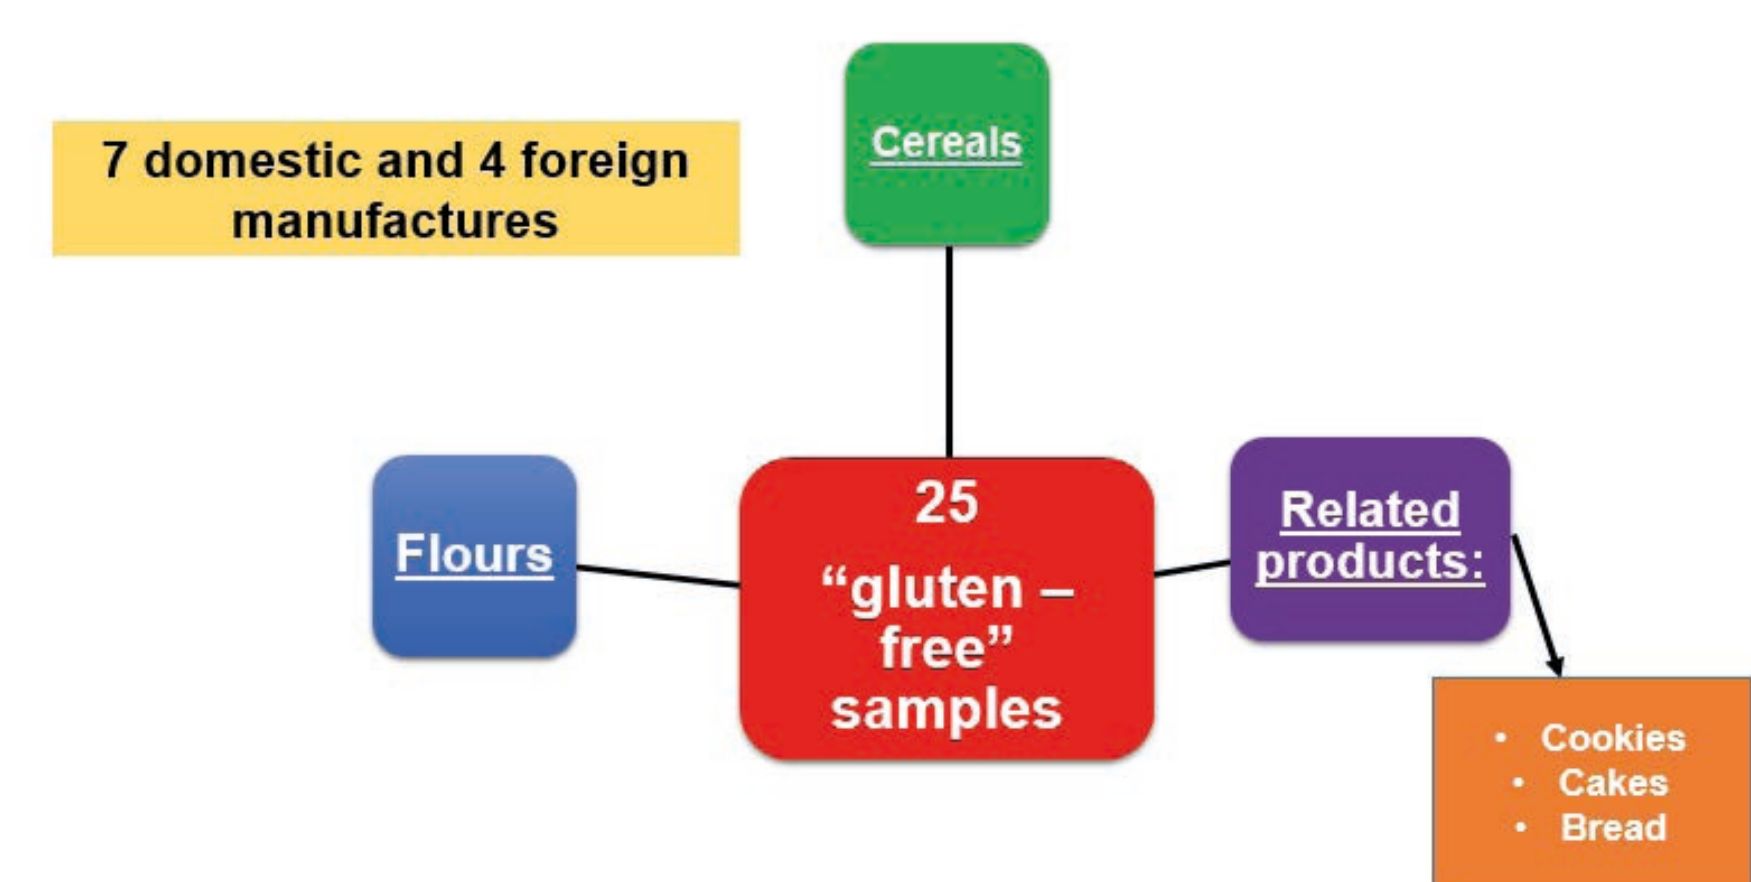 7 domestic and 4 foreign
manufactures
Cereals
Flours
25
“gluten –
free”
samples
Related
products:
• Cookies
• Cakes
• Bread